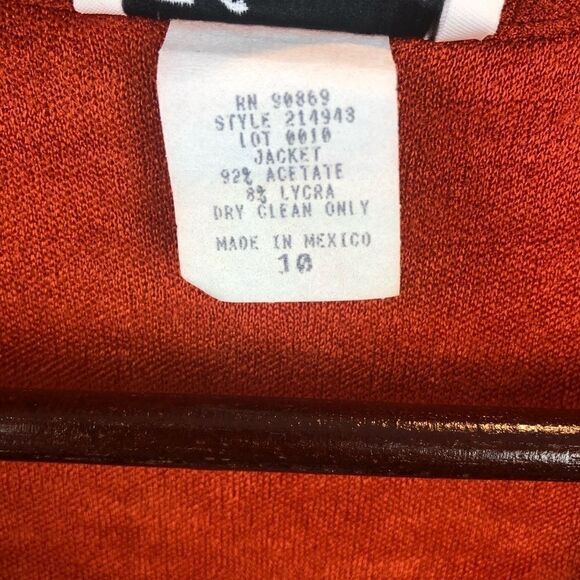 RN 90869
STYLE 214943
LOT 0010
JACKET
92% ACETATE
8% LYCRA
DRY CLEAN ONLY
MADE IN MEXICO
10